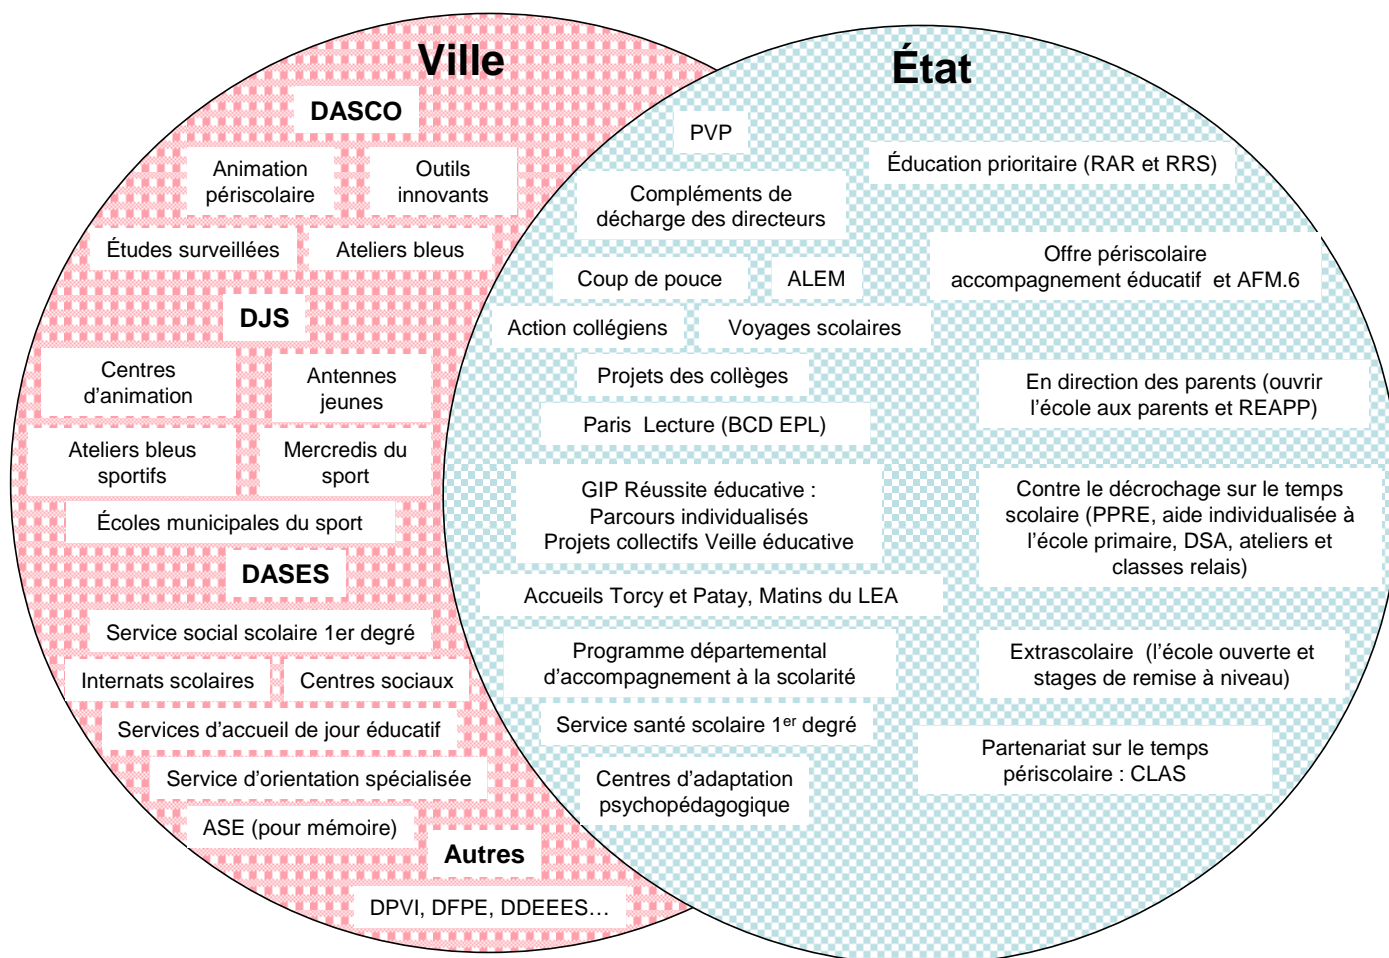 Ville
DASCO
Animation
périscolaire
Outils
innovants
Études surveillées
Ateliers bleus
DJS
Centres
d’animation
Antennes
jeunes
Ateliers bleus
sportifs
Mercredis du
sport
Écoles municipales du sport
DASES
Service social scolaire 1er degré
Internats scolaires
Centres sociaux
Services d’accueil de jour éducatif
Service d’orientation spécialisée
ASE (pour mémoire)
Autres
DPVI, DFPE, DDEEES…
État
PVP
Compléments de
décharge des directeurs
Coup de pouce
ALEM
Action collégiens
Voyages scolaires
Projets des collèges
Paris Lecture (BCD EPL)
GIP Réussite éducative :
Parcours individualisés
Projets collectifs Veille éducative
Accueils Torcy et Patay, Matins du LEA
Programme départemental
d’accompagnement à la scolarité
Service santé scolaire 1er degré
Centres d’adaptation
psychopédagogique
Éducation prioritaire (RAR et RRS)
Offre périscolaire
accompagnement éducatif et AFM.6
En direction des parents (ouvrir
l’école aux parents et REAPP)
Contre le décrochage sur le temps
scolaire (PPRE, aide individualisée à
l’école primaire, DSA, ateliers et
classes relais)
Extrascolaire (l’école ouverte et
stages de remise à niveau)
Partenariat sur le temps
périscolaire : CLAS